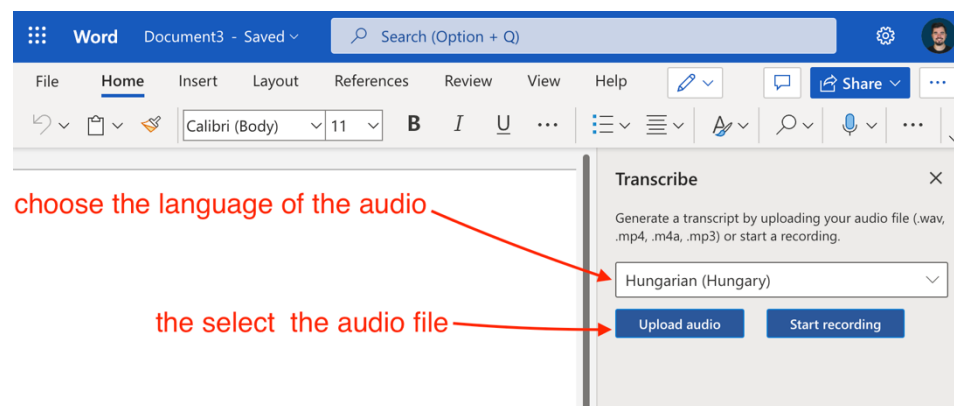 Word Document3 - Saved Search (Option + Q)
File Home Insert Layout References Review View Help Share
Calibri (Body) 11 B I U
Transcribe
choose the language of the audio
Generate a transcript by uploading your audio file (.wav,
.mp4, .m4a, .mp3) or start a recording.
Hungarian (Hungary)
the select the audio file
Upload audio Start recording